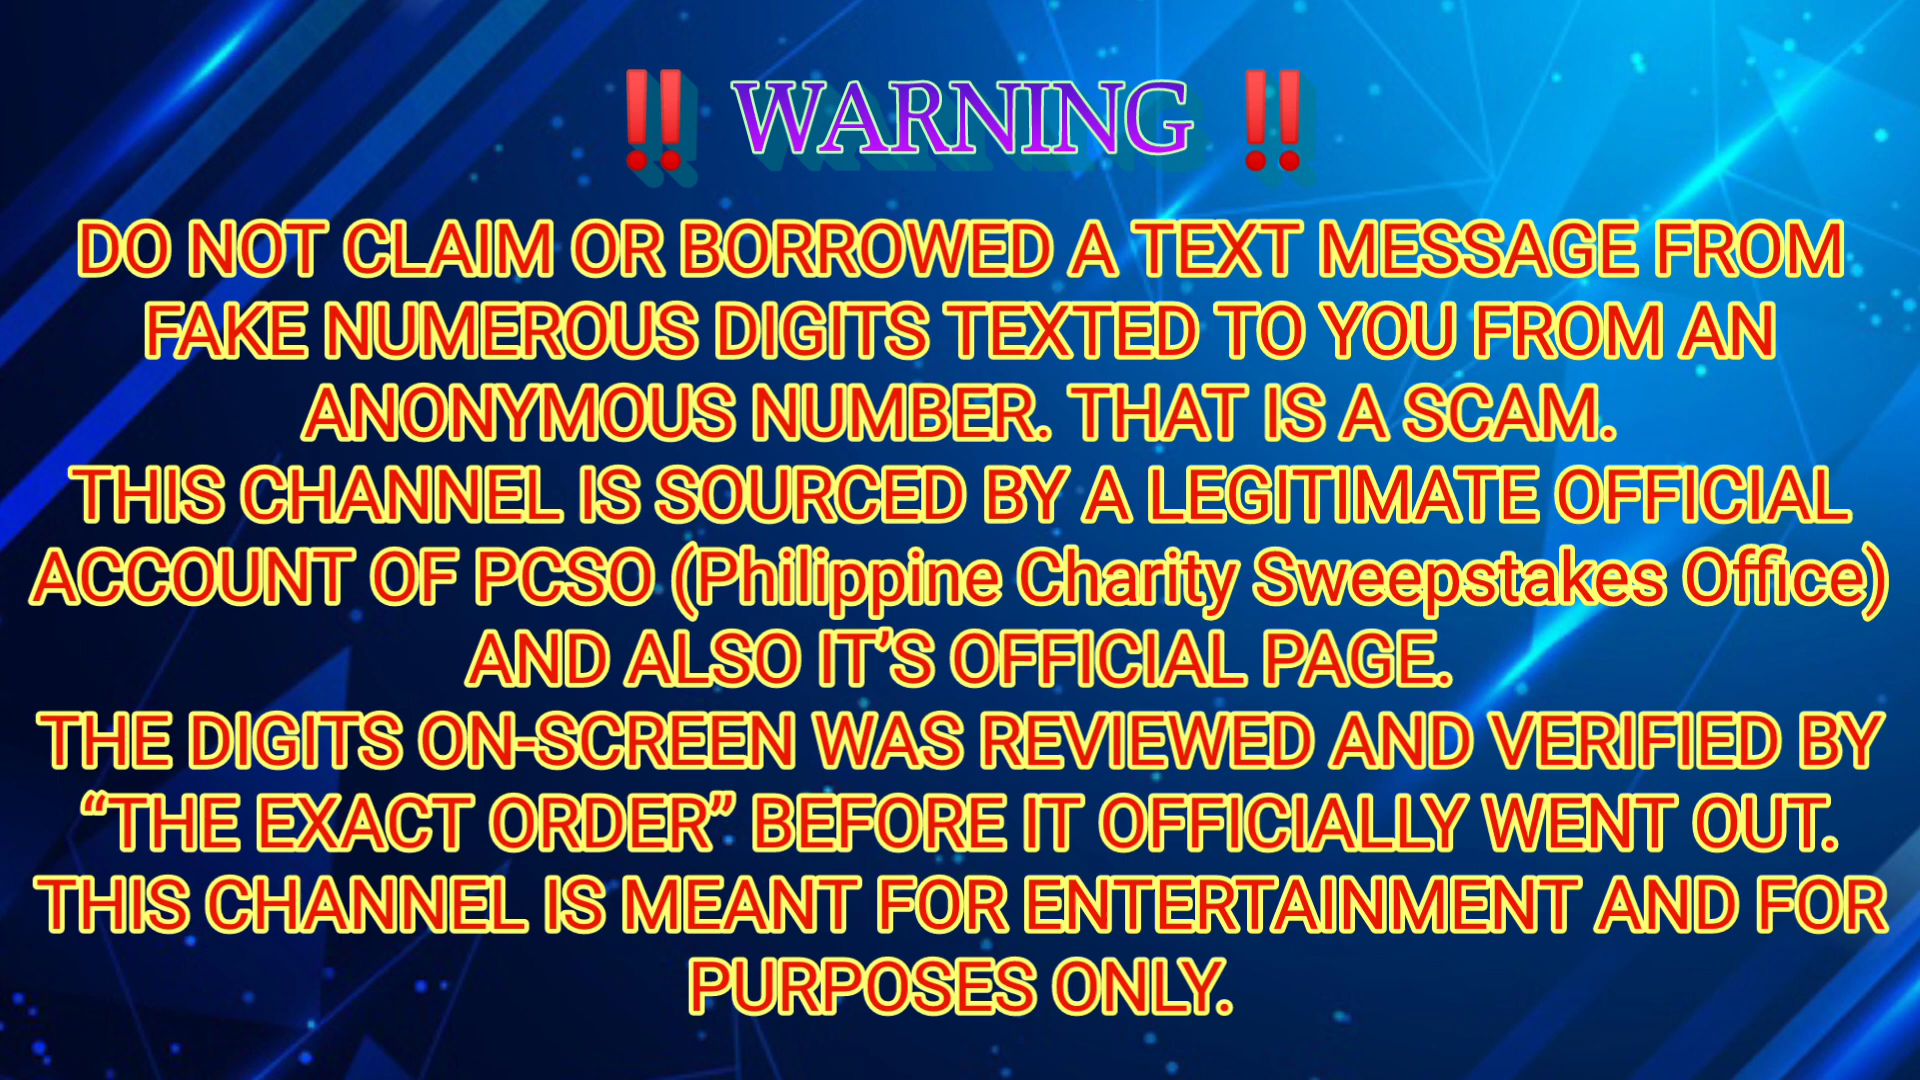 ‼ WARNING ‼
DO NOT CLAIM OR BORROWED A TEXT MESSAGE FROM
FAKE NUMEROUS DIGITS TEXTED TO YOU FROM AN
ANONYMOUS NUMBER. THAT IS A SCAM.
THIS CHANNEL IS SOURCED BY A LEGITIMATE OFFICIAL
ACCOUNT OF PCSO (Philippine Charity Sweepstakes Office)
AND ALSO IT’S OFFICIAL PAGE.
THE DIGITS ON-SCREEN WAS REVIEWED AND VERIFIED BY
“THE EXACT ORDER” BEFORE IT OFFICIALLY WENT OUT.
THIS CHANNEL IS MEANT FOR ENTERTAINMENT AND FOR
PURPOSES ONLY.